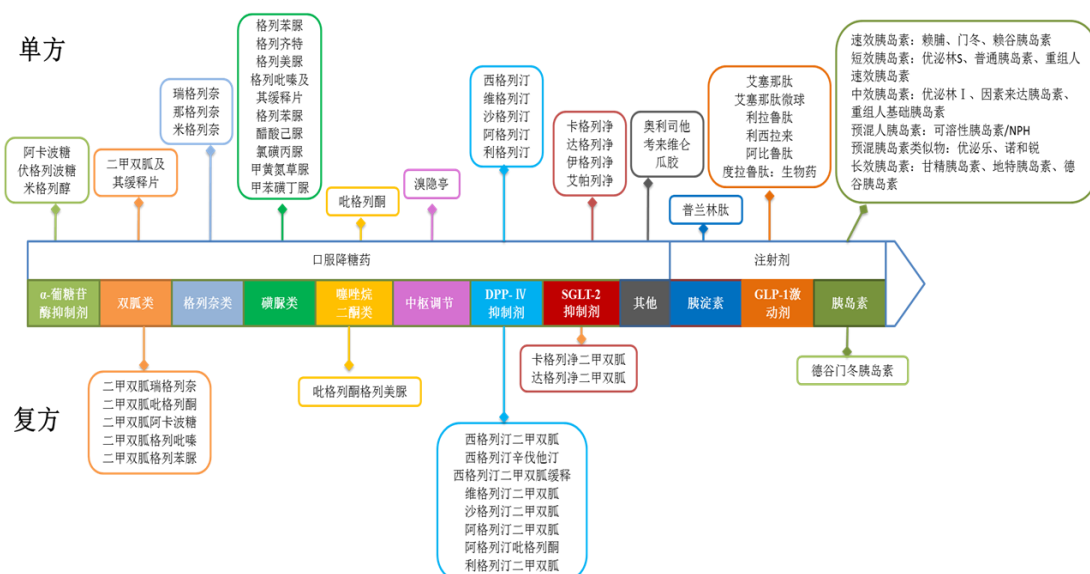 单方
阿卡波糖
伏格列波糖
米格列醇
二甲双胍及
其缓释片
瑞格列奈
那格列奈
米格列奈
格列苯脲
格列齐特
格列美脲
格列吡嗪及
其缓释片
格列苯脲
醋酸己脲
氯磺丙脲
甲黄氮草脲
甲苯磺丁脲
吡格列酮
溴隐亭
西格列汀
维格列汀
沙格列汀
阿格列汀
利格列汀
卡格列净
达格列净
伊格列净
艾帕列净
奥利司他
考来维仑
瓜胶
普兰林肽
艾塞那肽
艾塞那肽微球
利拉鲁肽
利西拉来
阿比鲁肽
度拉鲁肽：生物药
速效胰岛素：赖脯、门冬、赖谷胰岛素
短效胰岛素：优泌林S、普通胰岛素、重组人
速效胰岛素
中效胰岛素：优泌林Ⅰ、因素来达胰岛素、
重组人基础胰岛素
预混人胰岛素：可溶性胰岛素/NPH
预混胰岛素类似物：优泌乐、诺和锐
长效胰岛素：甘精胰岛素、地特胰岛素、德
谷胰岛素
口服降糖药
注射剂
α-葡糖苷
酶抑制剂
双胍类
格列奈类
磺脲类
噻唑烷
二酮类
中枢调节
DPP-Ⅳ
抑制剂
SGLT-2
抑制剂
其他
胰淀素
GLP-1激
动剂
胰岛素
复方
二甲双胍瑞格列奈
二甲双胍吡格列酮
二甲双胍阿卡波糖
二甲双胍格列吡嗪
二甲双胍格列苯脲
吡格列酮格列美脲
西格列汀二甲双胍
西格列汀辛伐他汀
西格列汀二甲双胍缓释
维格列汀二甲双胍
沙格列汀二甲双胍
阿格列汀二甲双胍
阿格列汀吡格列酮
利格列汀二甲双胍
卡格列净二甲双胍
达格列净二甲双胍
德谷门冬胰岛素